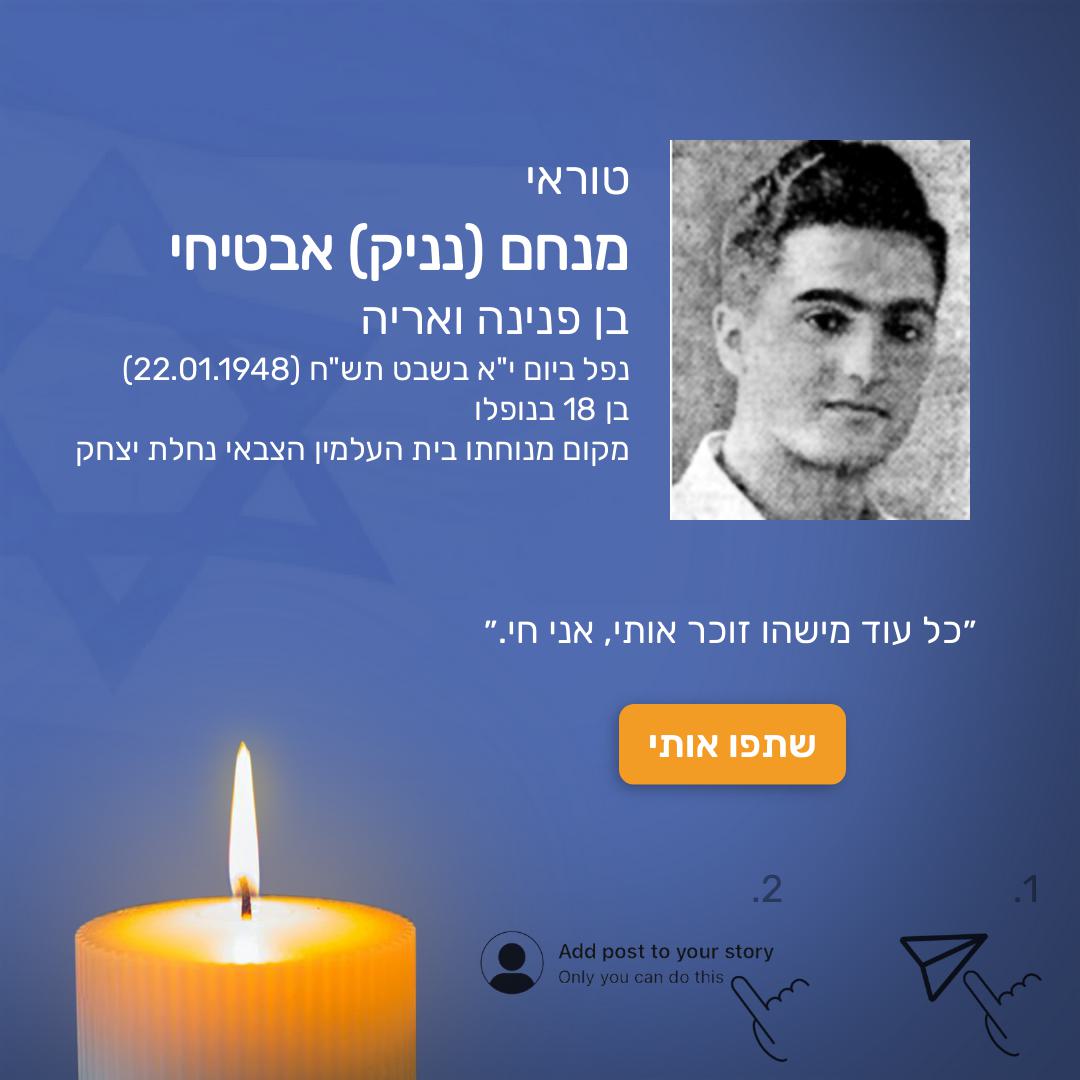 טוראי
מנחם (נניק) אבטיחי
בן פנינה ואריה
נפל ביום י"א בשבט תש"ח (22.01.1948)
בן 18 בנופלו
מקום מנוחתו בית העלמין הצבאי נחלת יצחק
״כל עוד מישהו זוכר אותי, אני חי.״
שתפו אותי
1.
2.
Add post to your story
Only you can do this